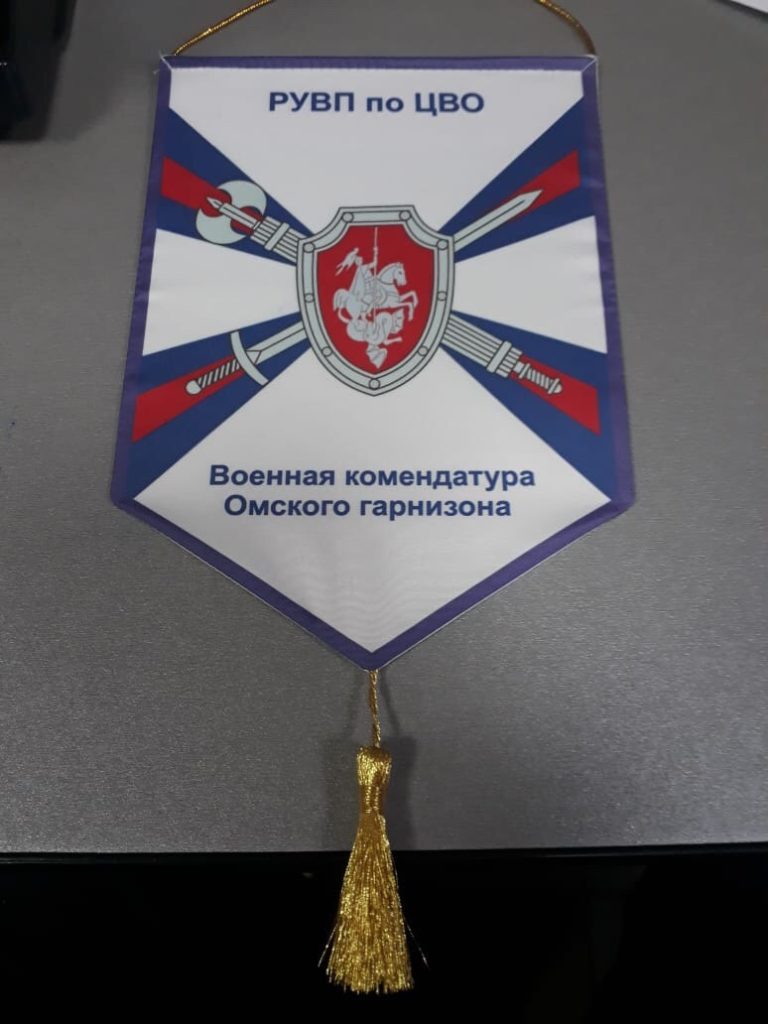 РУВП по ЦВО
Военная комендатура
Омского гарнизона